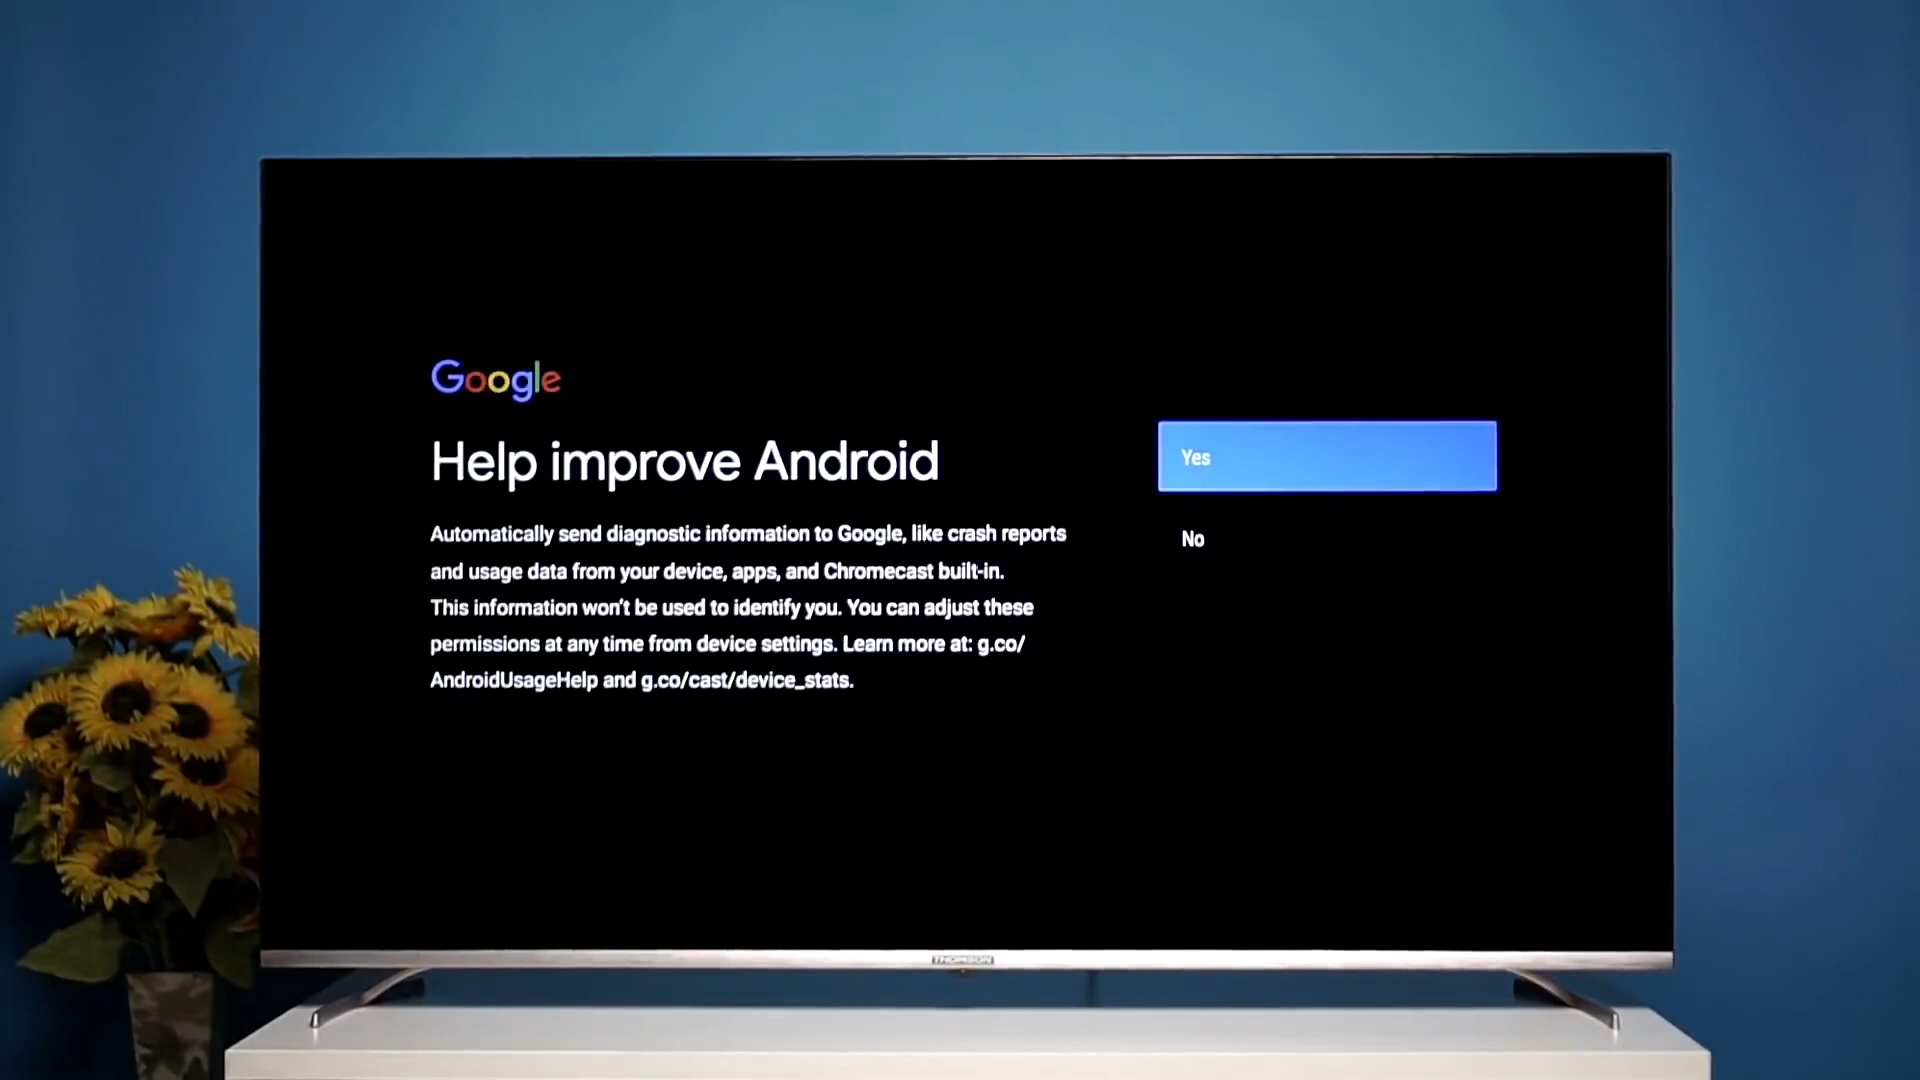 Google
Help improve Android
Automatically send diagnostic information to Google, like crash reports
and usage data from your device, apps, and Chromecast built-in.
This information won't be used to identify you. You can adjust these
permissions at any time from device settings. Learn more at: g.co/
AndroidUsageHelp and g.co/cast/device_stats.
Yes
No
THOMSON